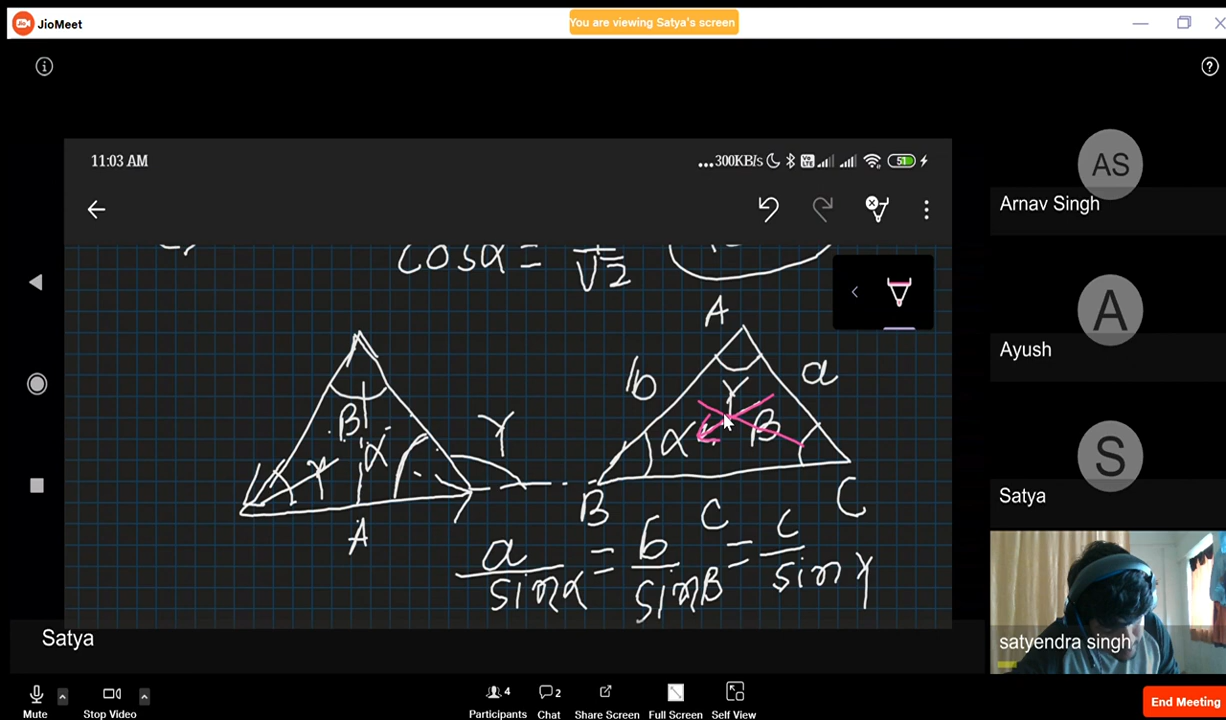 JioMeet
You are viewing Satya's screen
11:03 AM
...300KB/s
51
cosα = 1/√2
A
b
a
γ
α
β
B
C
C
β
γ
α
γ
A
a/sinα = b/sinβ = c/sinγ
AS
Arnav Singh
A
Ayush
S
Satya
satyendra singh
Satya
Mute
Stop Video
4
Participants
2
Chat
Share Screen
Full Screen
Self View
End Meeting